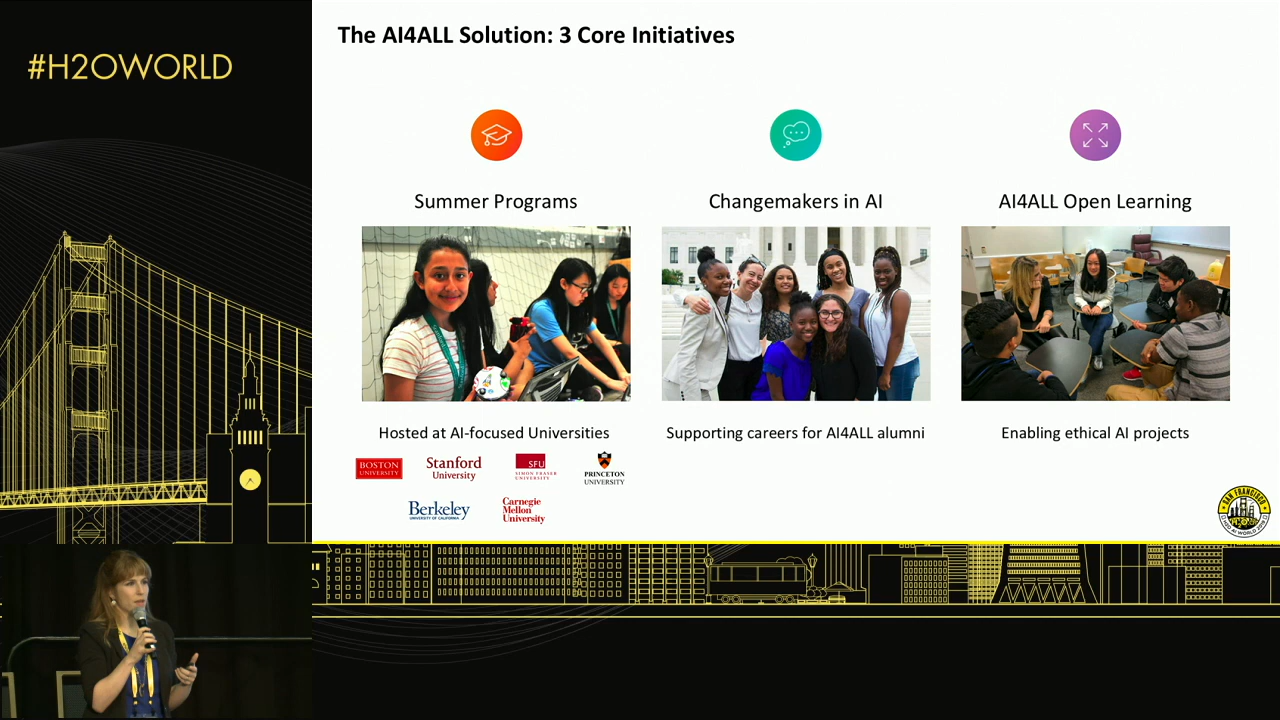 #H2OWORLD
The AI4ALL Solution: 3 Core Initiatives
Summer Programs
Changemakers in AI
AI4ALL Open Learning
Hosted at AI-focused Universities
Supporting careers for AI4ALL alumni
Enabling ethical AI projects
BOSTON
UNIVERSITY
Stanford
University
SFU
SIMON FRASER
UNIVERSITY
PRINCETON
UNIVERSITY
Berkeley
UNIVERSITY OF CALIFORNIA
Carnegie
Mellon
University
SAN FRANCISCO